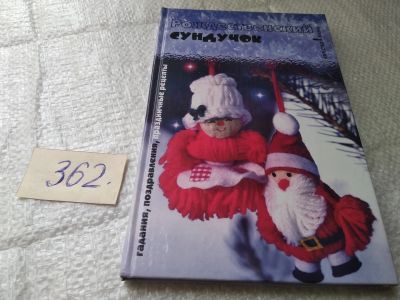 Рождественский
сундучок
гадания, поздравления, праздничные рецепты
362.